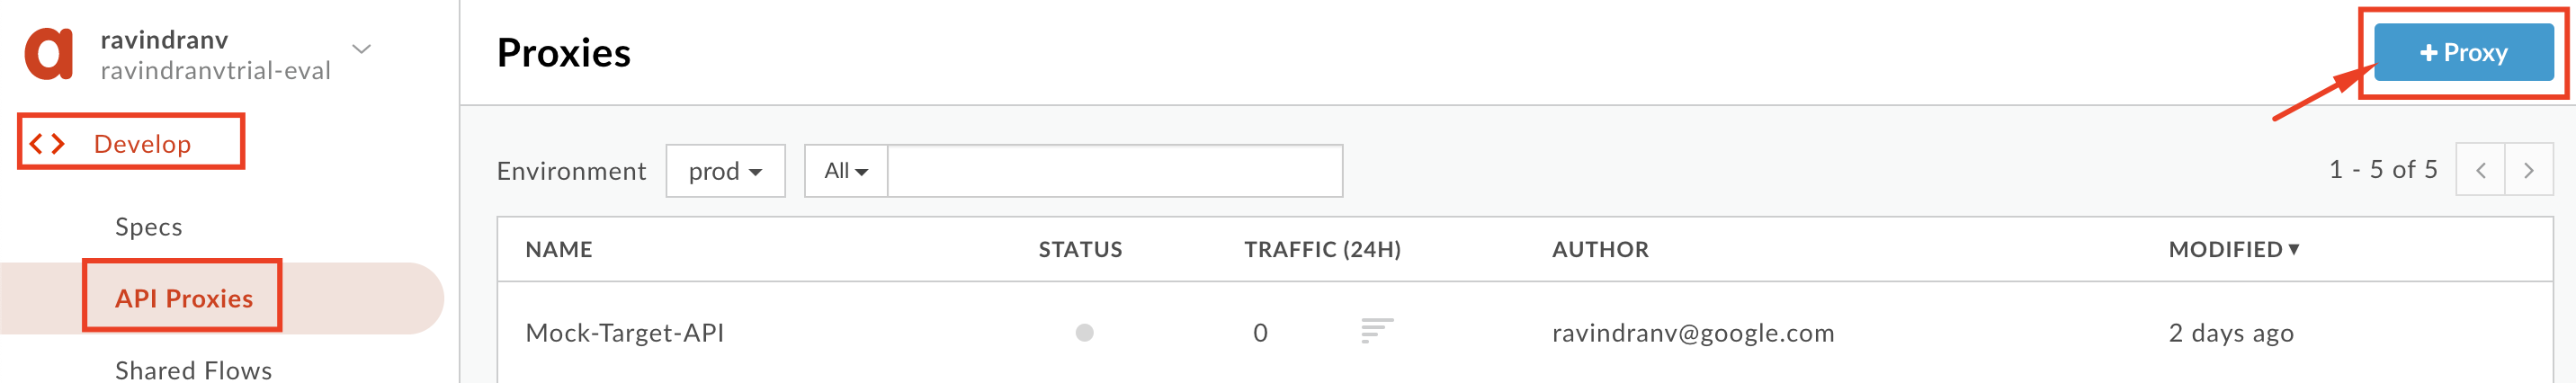 ravindranv
ravindranvtrial-eval
Develop
Specs
API Proxies
Shared Flows
Proxies
+ Proxy
Environment prod All
1 - 5 of 5
NAME STATUS TRAFFIC (24H) AUTHOR MODIFIED
Mock-Target-API 0 ravindranv@google.com 2 days ago